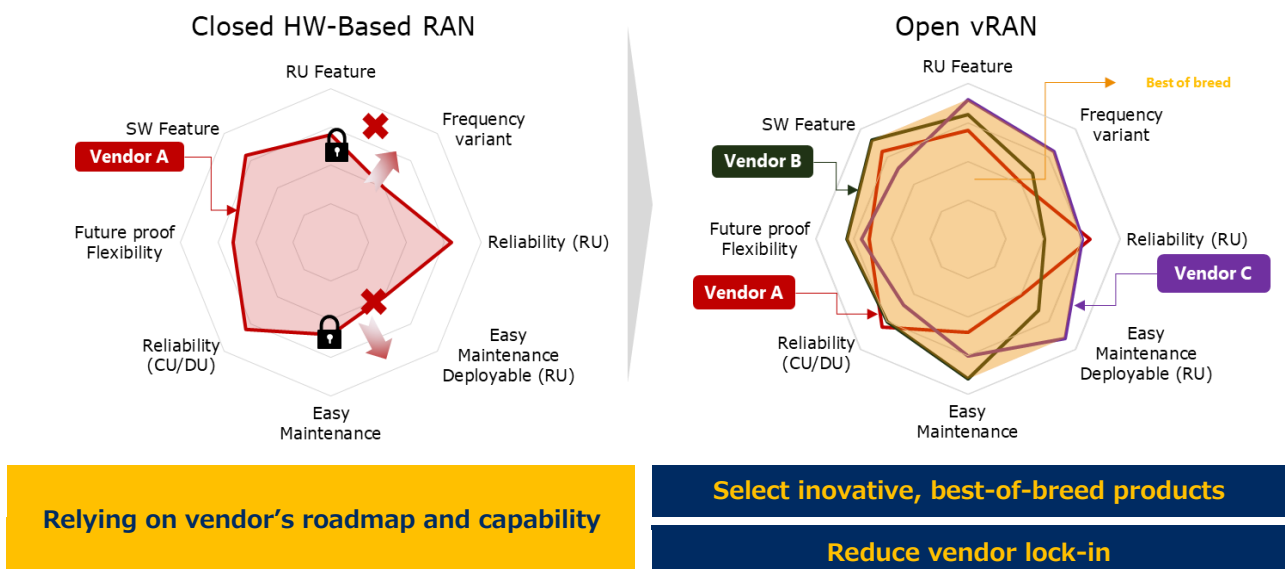 Closed HW-Based RAN
RU Feature
SW Feature
Frequency
variant
Vendor A
Future proof
Flexibility
Reliability (RU)
Reliability
(CU/DU)
Easy
Maintenance
Deployable (RU)
Easy
Maintenance
Relying on vendor's roadmap and capability
Open vRAN
RU Feature
Best of breed
SW Feature
Frequency
variant
Vendor B
Future proof
Flexibility
Reliability (RU)
Vendor C
Vendor A
Reliability
(CU/DU)
Easy
Maintenance
Deployable (RU)
Easy
Maintenance
Select inovative, best-of-breed products
Reduce vendor lock-in